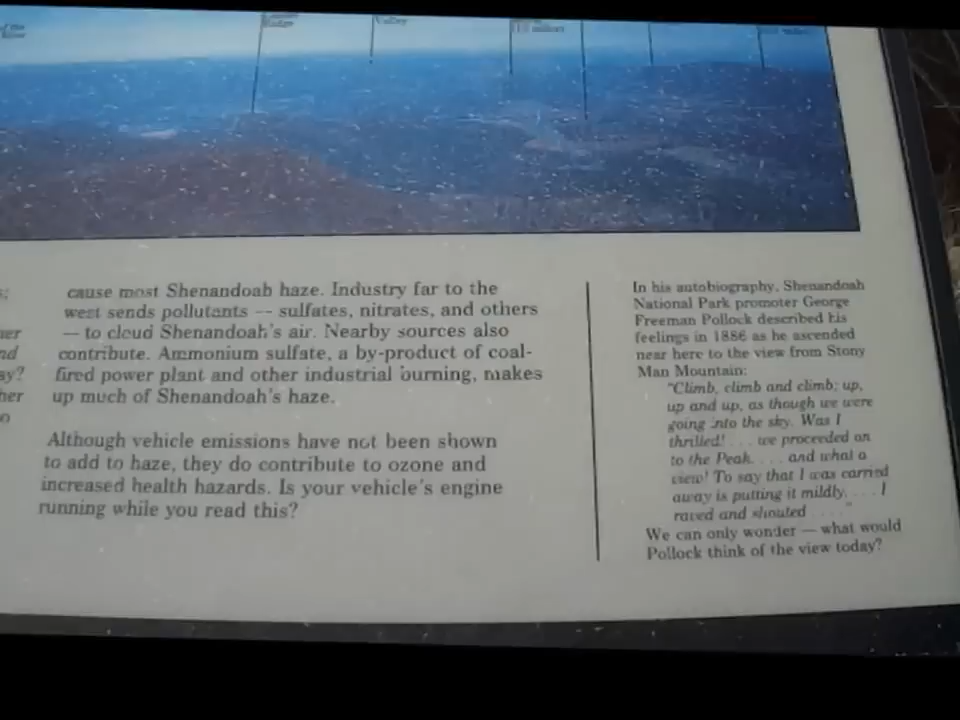 Valley
cause most Shenandoah haze. Industry far to the
west sends pollutants — sulfates, nitrates, and others
— to cloud Shenandoah's air. Nearby sources also
contribute. Ammonium sulfate, a by-product of coal-
fired power plant and other industrial burning, makes
up much of Shenandoah's haze.
Although vehicle emissions have not been shown
to add to haze, they do contribute to ozone and
increased health hazards. Is your vehicle's engine
running while you read this?
In his autobiography, Shenandoah
National Park promoter George
Freeman Pollock described his
feelings in 1886 as he ascended
near here to the view from Stony
Man Mountain:
"Climb, climb and climb; up,
up and up, as though we were
going into the sky. Was I
thrilled! . . . we proceeded on
to the Peak. . . . and what a
view! To say that I was carried
away is putting it mildly. . . . I
raved and shouted . . . ."
We can only wonder — what would
Pollock think of the view today?